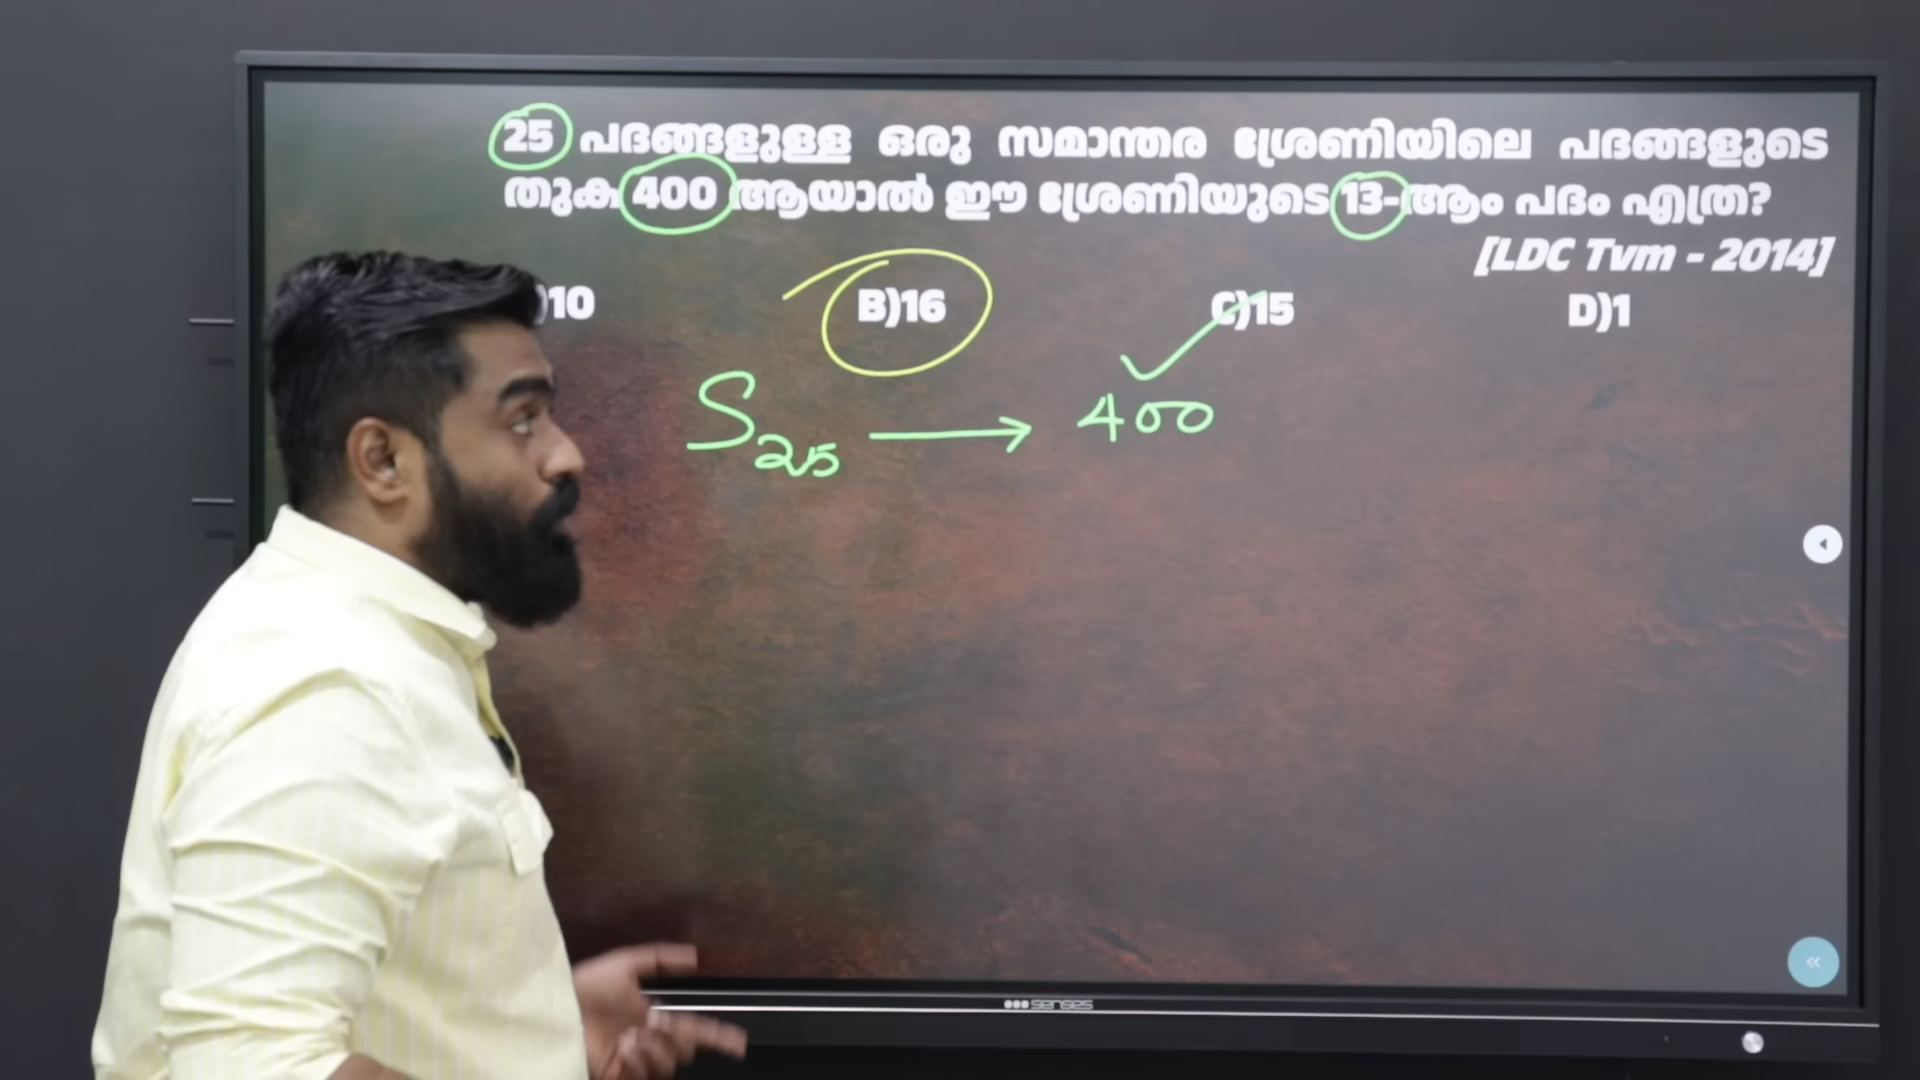 25 പദങ്ങളുള്ള ഒരു സമാന്തര ശ്രേണിയിലെ പദങ്ങളുടെ
തുക 400 ആയാൽ ഈ ശ്രേണിയുടെ 13-ആം പദം എത്ര?
[LDC Tvm - 2014]
)10 B)16 C)15 D)1
S25 → 400
senses